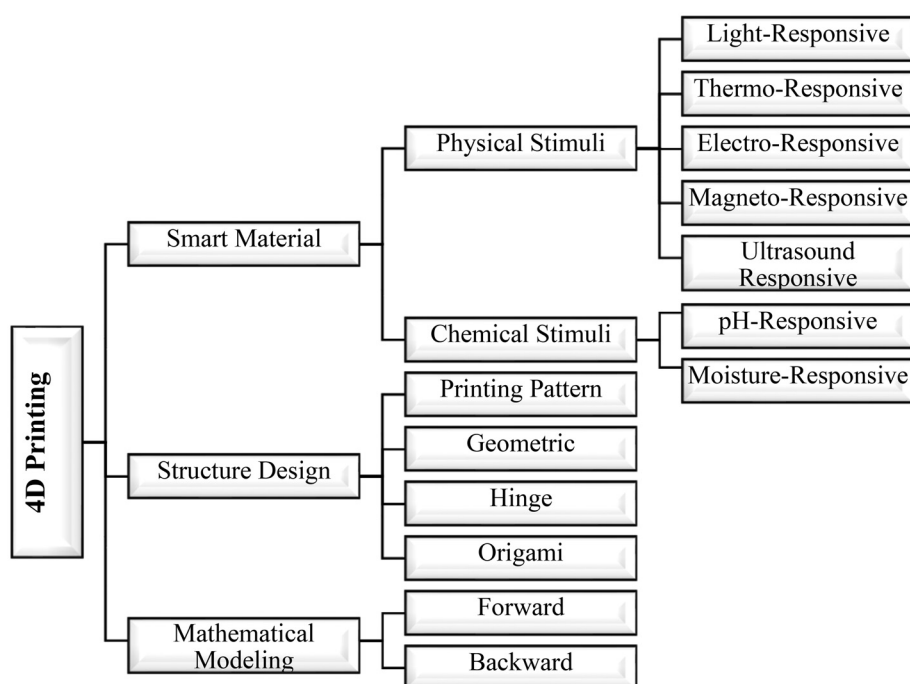 4D Printing
Smart Material
Physical Stimuli
Light-Responsive
Thermo-Responsive
Electro-Responsive
Magneto-Responsive
Ultrasound
Responsive
Chemical Stimuli
pH-Responsive
Moisture-Responsive
Structure Design
Printing Pattern
Geometric
Hinge
Origami
Mathematical
Modeling
Forward
Backward